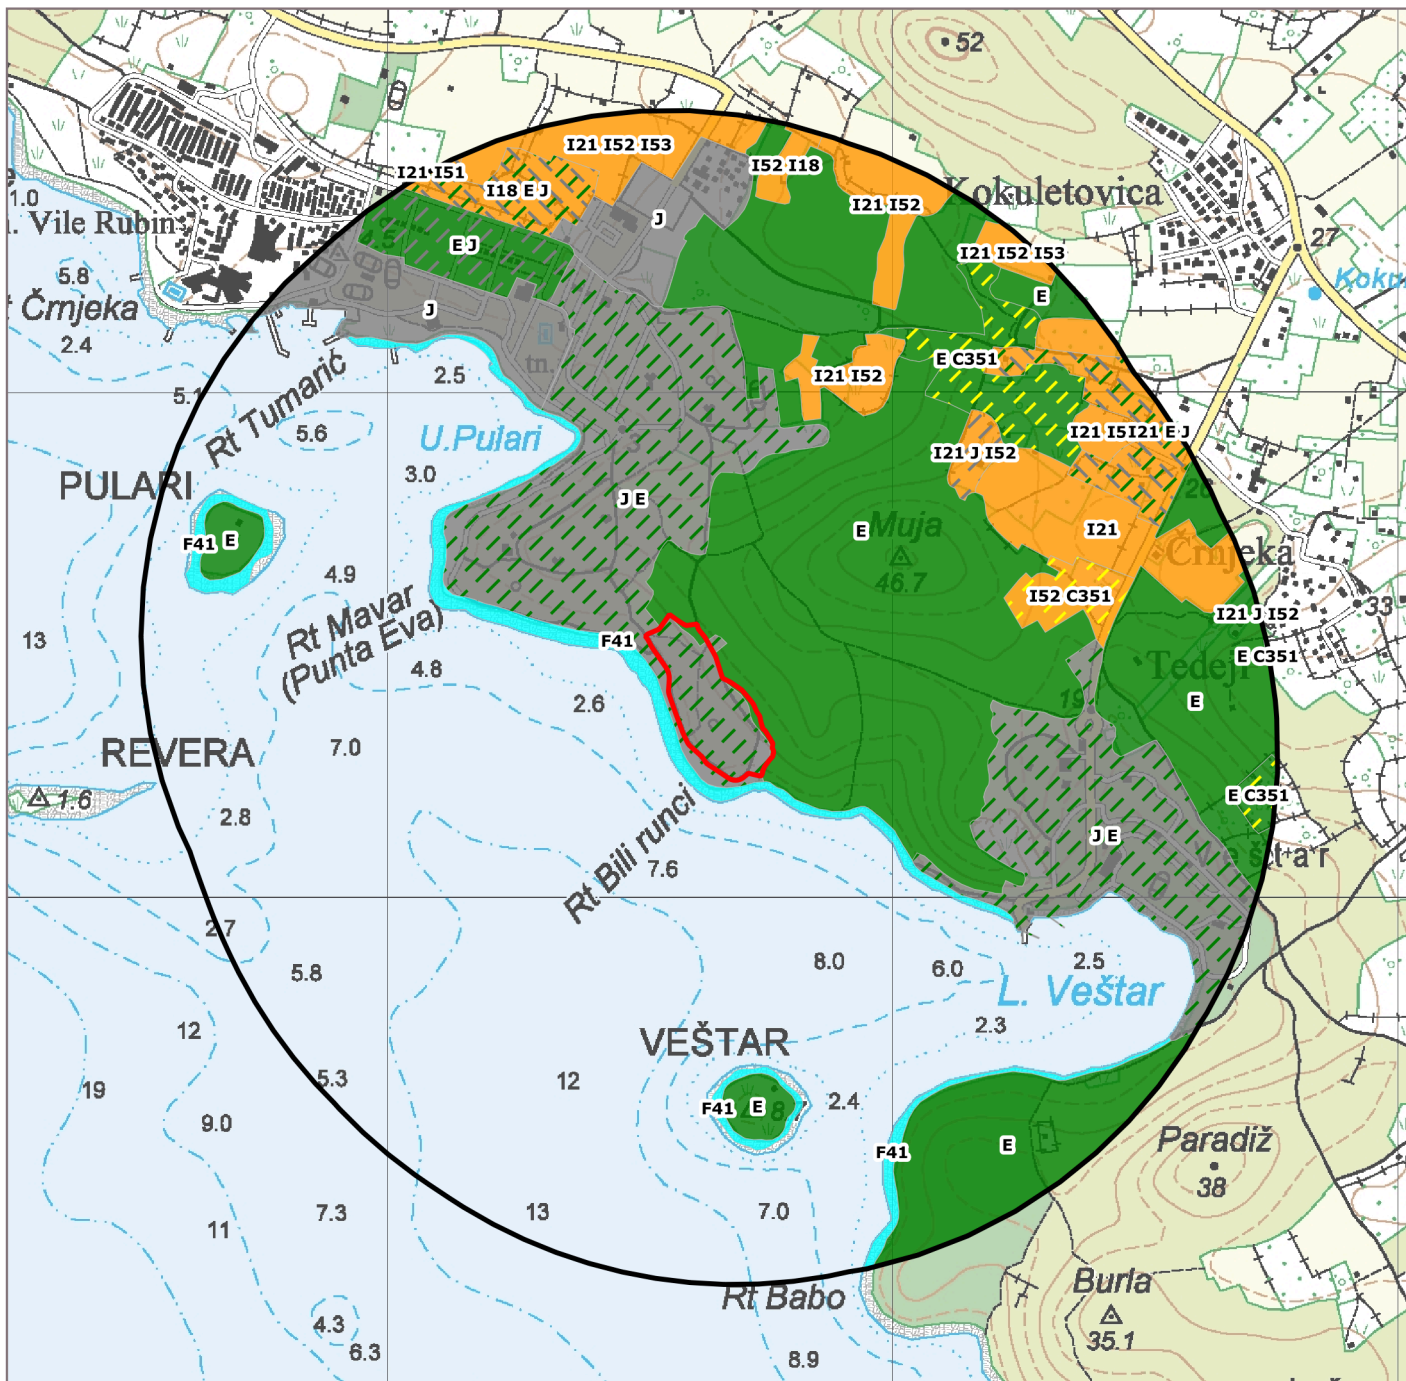 52
I21 I52 I53
I21 I51
I52 I18
1.0
I18 E J
Kokuletovica
I21 I52
. Vile Rubin
J
4.5
E J
27
I21 I52 I53
5.8
E
Črnjeka
J
2.4
2.5
tn.
E C351
I21 I52
5.1
Rt Tumarić
5.6
U.Pulari
3
I21 I5I21 E J
I21 J I52
3.0
PULARI
J E
E
Muja
I21
F41 E
46.7
Črnjeka
4.9
I52 C351
33
I21 J I52
Rt Mavar
(Punta Eva)
13
F41
E C351
4.8
Tedeji
2.6
19
E
REVERA
7.0
1.6
E C351
2.8
J E
7.6
Rt Bili runci
2.7
5.8
8.0
6.0
2.5
L. Veštar
12
2.3
VEŠTAR
19
5.3
12
2.4
F41 E
9.0
Paradiž
38
F41
E
7.3
13
7.0
11
Burla
35.1
Rt Babo
4.3
6.3
8.9